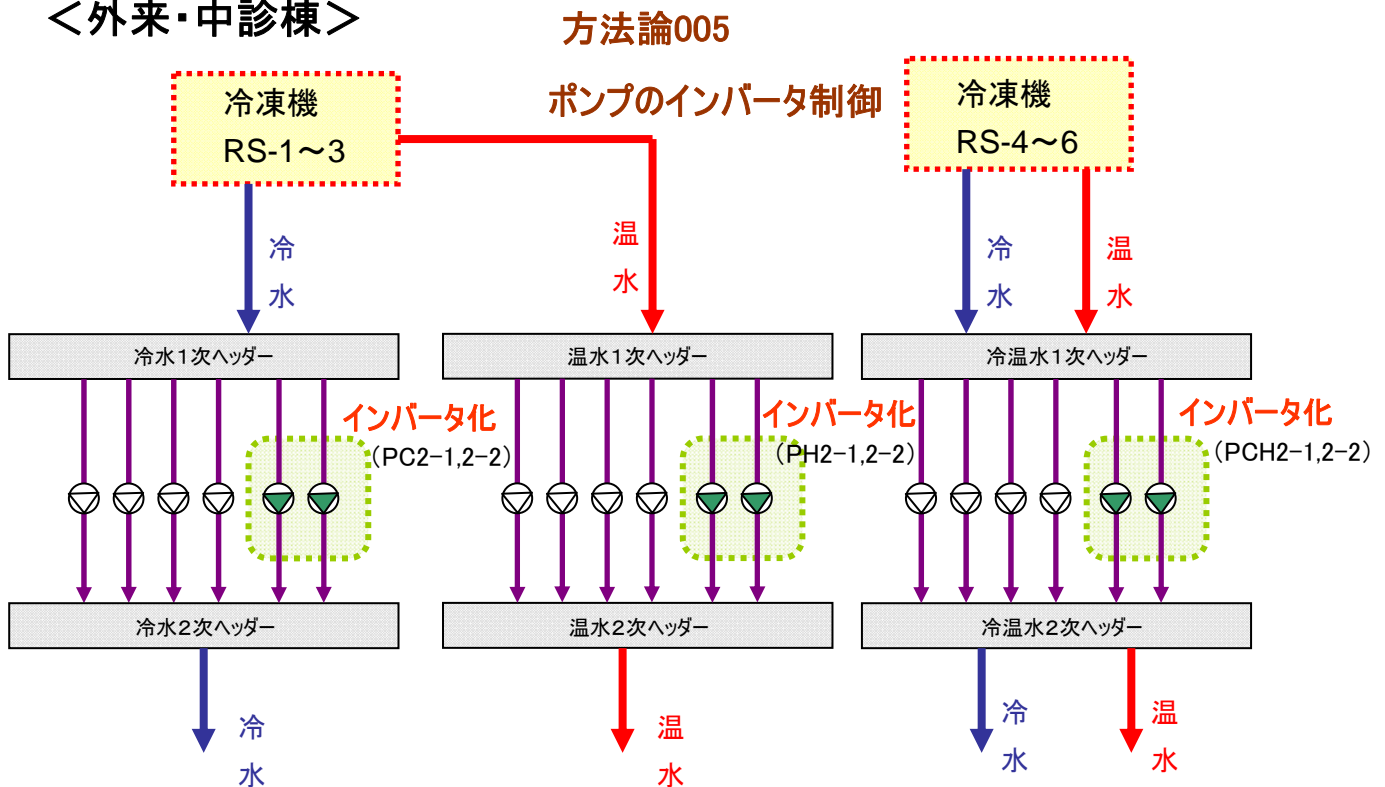 ＜外来・中診棟＞
方法論005
ポンプのインバータ制御
冷凍機
RS-1～3
冷凍機
RS-4～6
冷水
温水
冷水
温水
冷水１次ヘッダー
温水１次ヘッダー
冷温水１次ヘッダー
インバータ化
（PC2-1,2-2）
インバータ化
（PH2-1,2-2）
インバータ化
（PCH2-1,2-2）
冷水２次ヘッダー
温水２次ヘッダー
冷温水２次ヘッダー
冷水
温水
冷水
温水